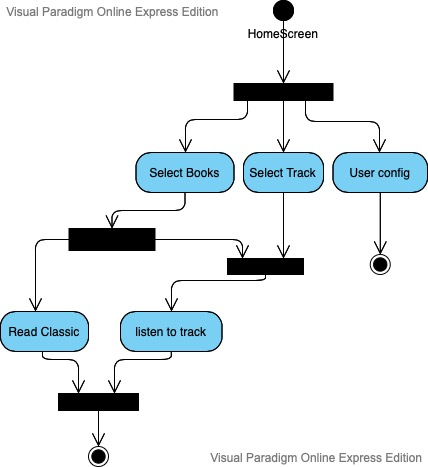 Visual Paradigm Online Express Edition
HomeScreen
Select Books
Select Track
User config
Read Classic
listen to track
Visual Paradigm Online Express Edition